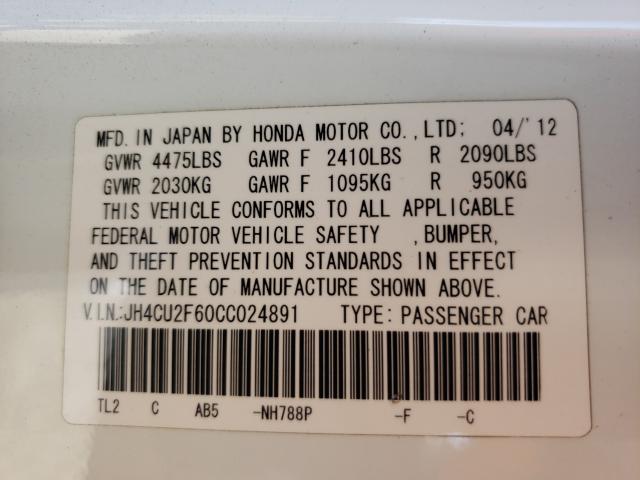 MFD. IN JAPAN BY HONDA MOTOR CO., LTD; 04/'12
GVWR 4475LBS GAWR F 2410LBS R 2090LBS
GVWR 2030KG GAWR F 1095KG R 950KG
THIS VEHICLE CONFORMS TO ALL APPLICABLE
FEDERAL MOTOR VEHICLE SAFETY , BUMPER,
AND THEFT PREVENTION STANDARDS IN EFFECT
ON THE DATE OF MANUFACTURE SHOWN ABOVE.
V.I.N.:JH4CU2F60CC024891 TYPE: PASSENGER CAR
TL2 C AB5 -NH788P -F -C